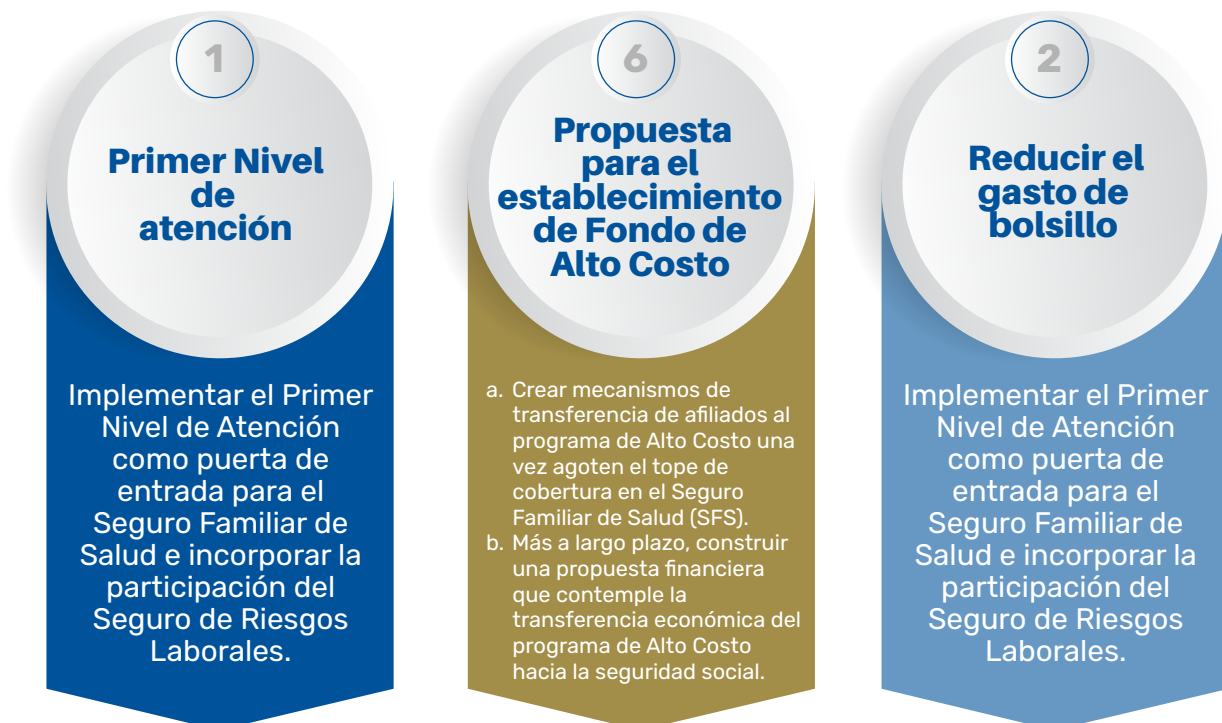 1
Primer Nivel
de
atención
Implementar el Primer
Nivel de Atención
como puerta de
entrada para el
Seguro Familiar de
Salud e incorporar la
participación del
Seguro de Riesgos
Laborales.
6
Propuesta
para el
establecimiento
de Fondo de
Alto Costo
a. Crear mecanismos de
transferencia de afiliados al
programa de Alto Costo una
vez agoten el tope de
cobertura en el Seguro
Familiar de Salud (SFS).
b. Más a largo plazo, construir
una propuesta financiera
que contemple la
transferencia económica del
programa de Alto Costo
hacia la seguridad social.
2
Reducir el
gasto de
bolsillo
Implementar el Primer
Nivel de Atención
como puerta de
entrada para el
Seguro Familiar de
Salud e incorporar la
participación del
Seguro de Riesgos
Laborales.